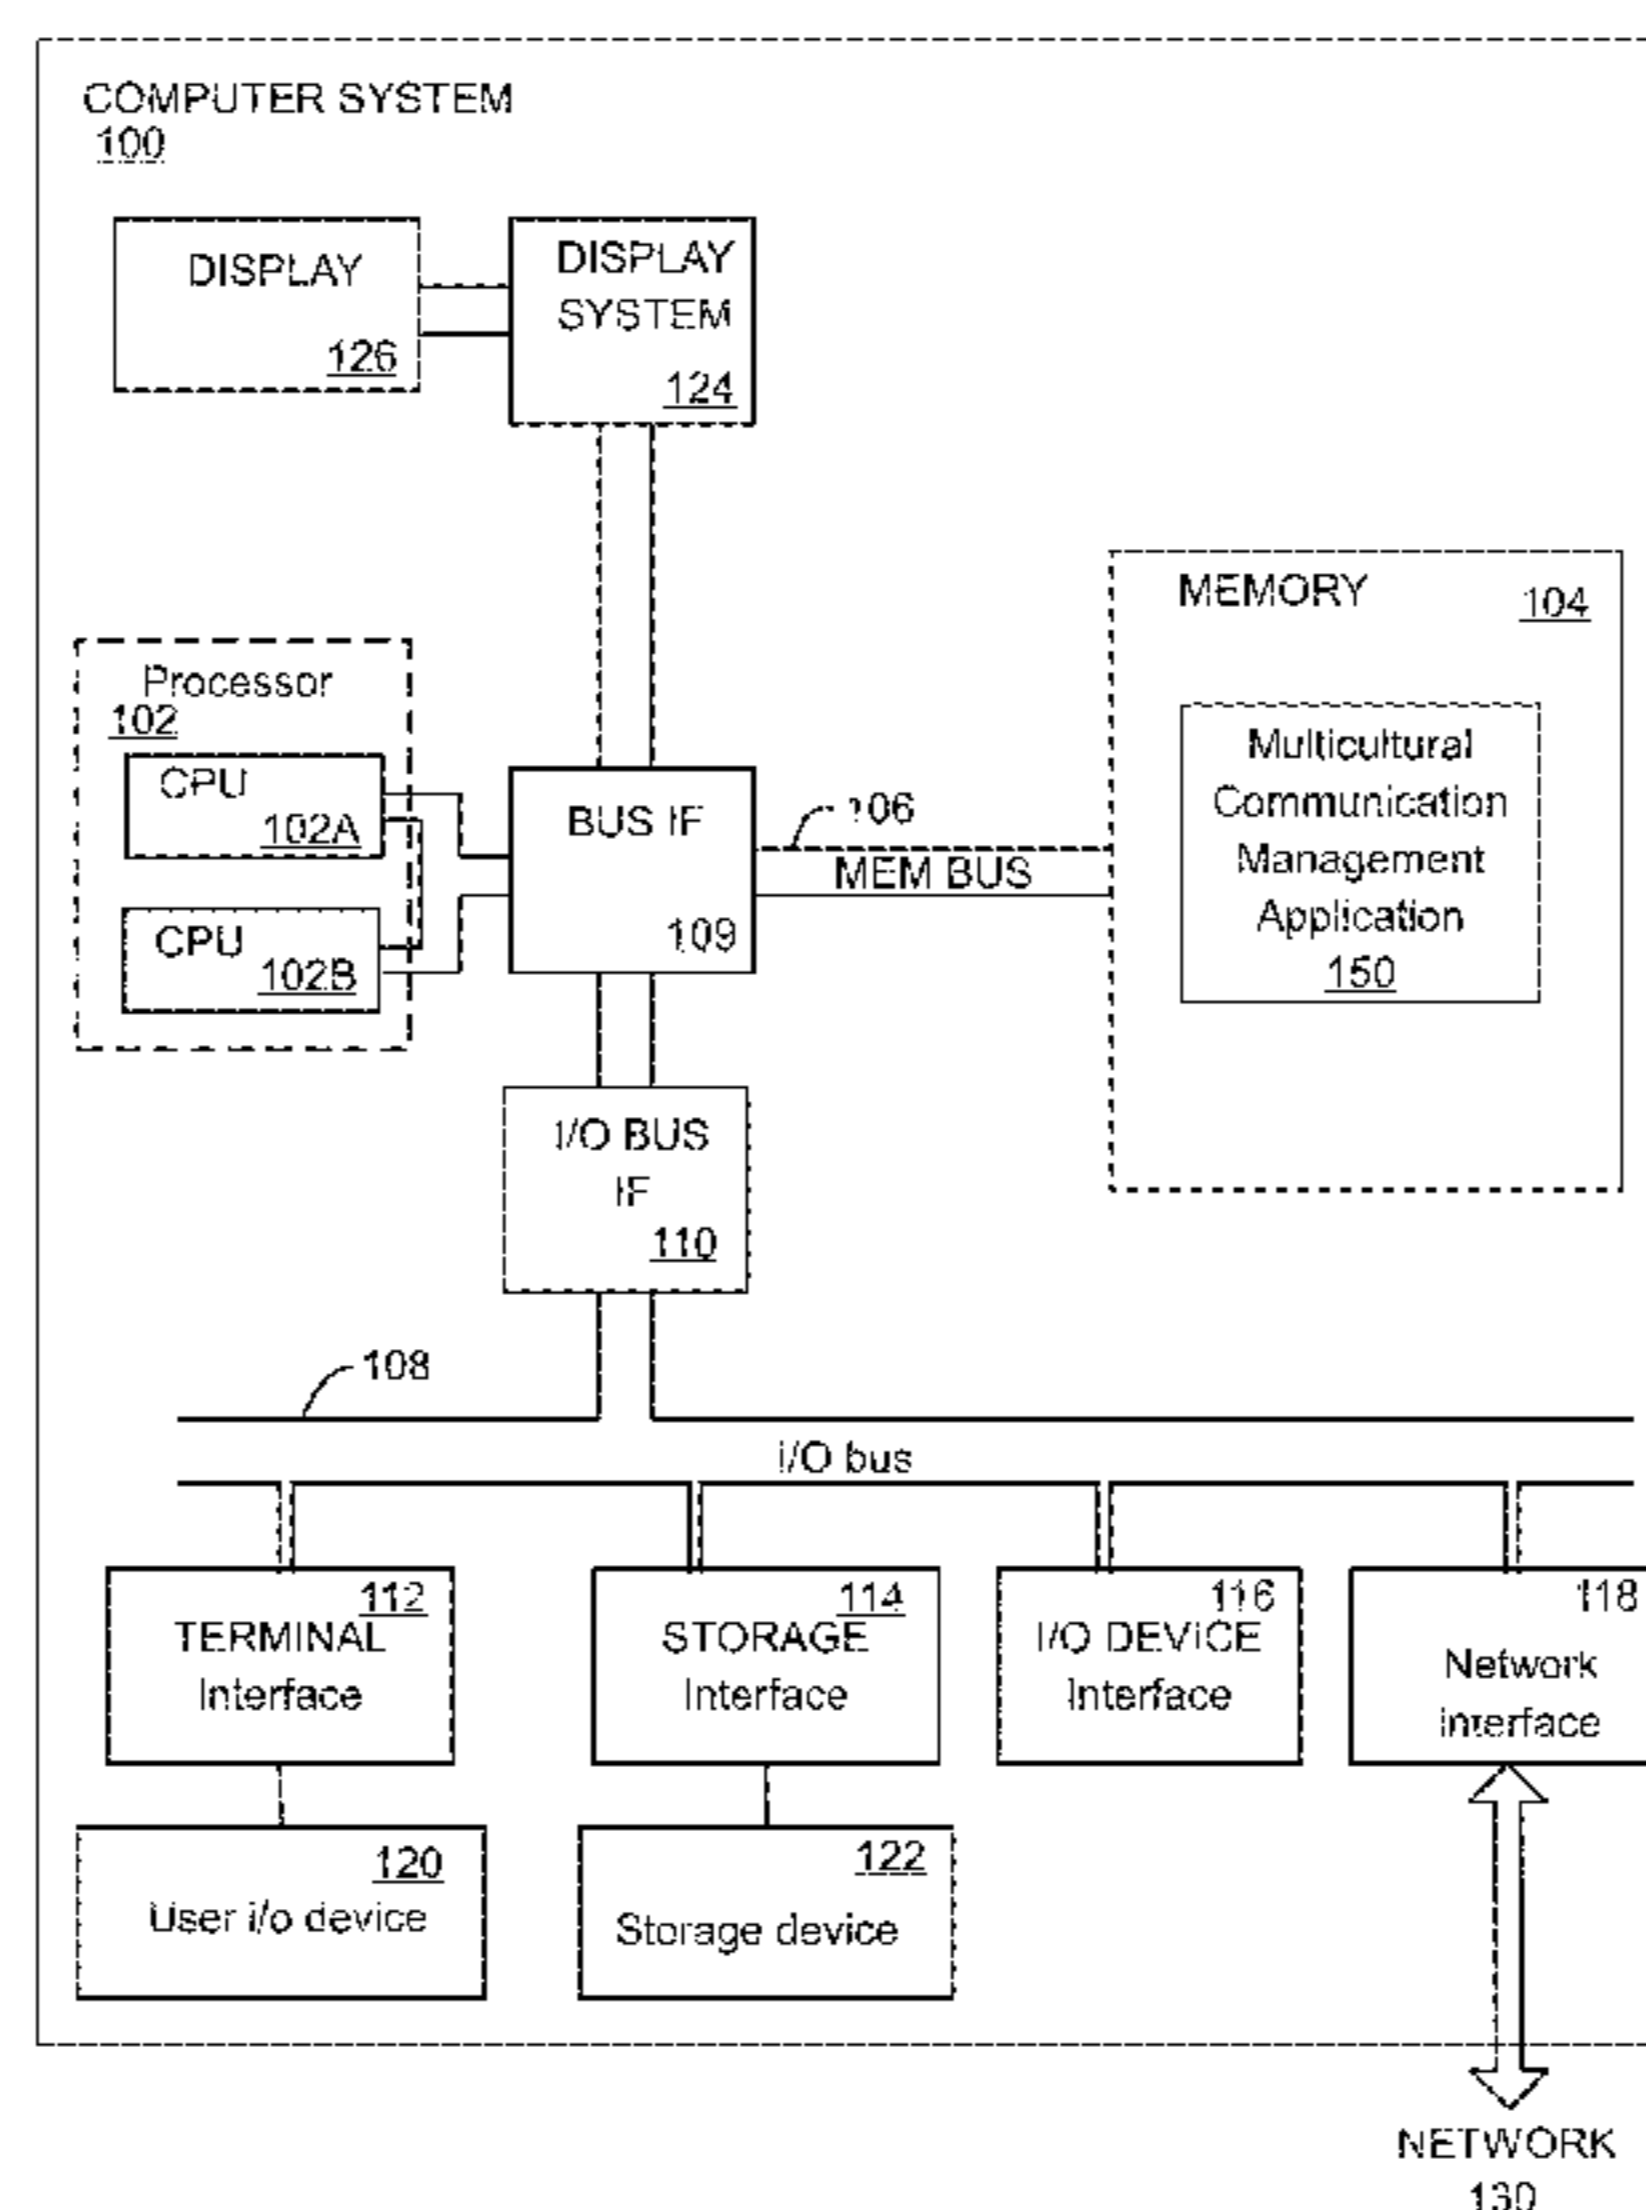 COMPUTER SYSTEM
100
DISPLAY
126
DISPLAY
SYSTEM
124
MEMORY
104
Processor
102
CPU
102A
CPU
102B
BUS IF
109
106
MEM BUS
Multicultural
Communication
Management
Application
150
I/O BUS
IF
110
108
I/O bus
112
TERMINAL
Interface
114
STORAGE
Interface
116
I/O DEVICE
Interface
118
Network
interface
120
User i/o device
122
Storage device
NETWORK
130